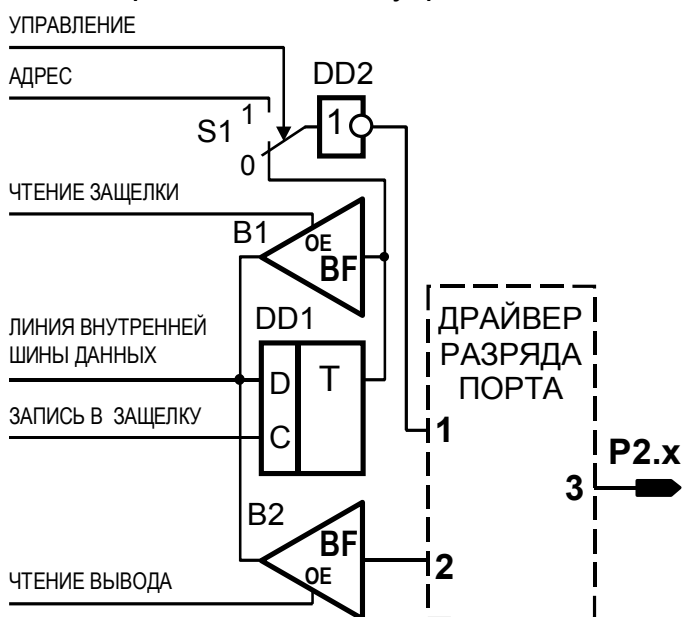 УПРАВЛЕНИЕ
АДРЕС
DD2
S1
1
0
1
ЧТЕНИЕ ЗАЩЕЛКИ
B1
OE
BF
ЛИНИЯ ВНУТРЕННЕЙ
ШИНЫ ДАННЫХ
DD1
D
T
C
ЗАПИСЬ В ЗАЩЕЛКУ
ДРАЙВЕР
РАЗРЯДА
ПОРТА
1
P2.x
3
B2
BF
OE
2
ЧТЕНИЕ ВЫВОДА